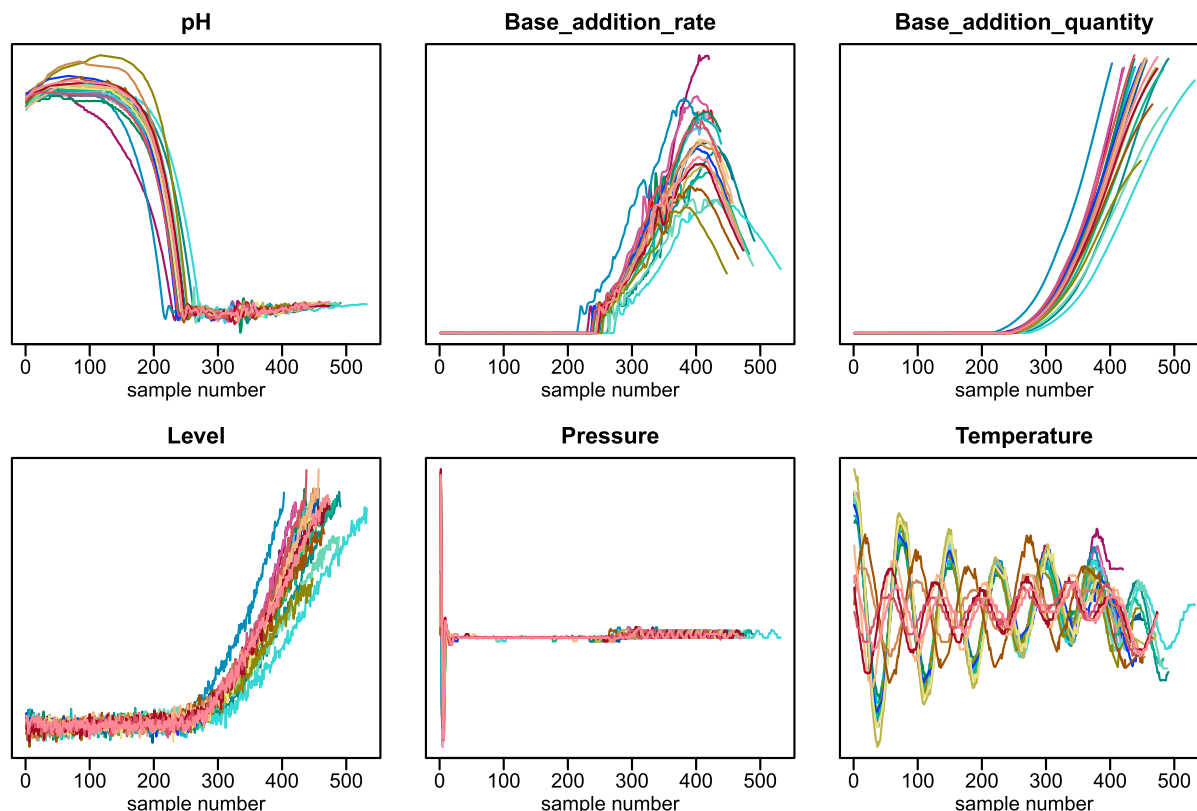 pH Base_addition_rate Base_addition_quantity
0 100 200 300 400 500 0 100 200 300 400 500 0 100 200 300 400 500
sample number sample number sample number
Level Pressure Temperature
0 100 200 300 400 500 0 100 200 300 400 500 0 100 200 300 400 500
sample number sample number sample number